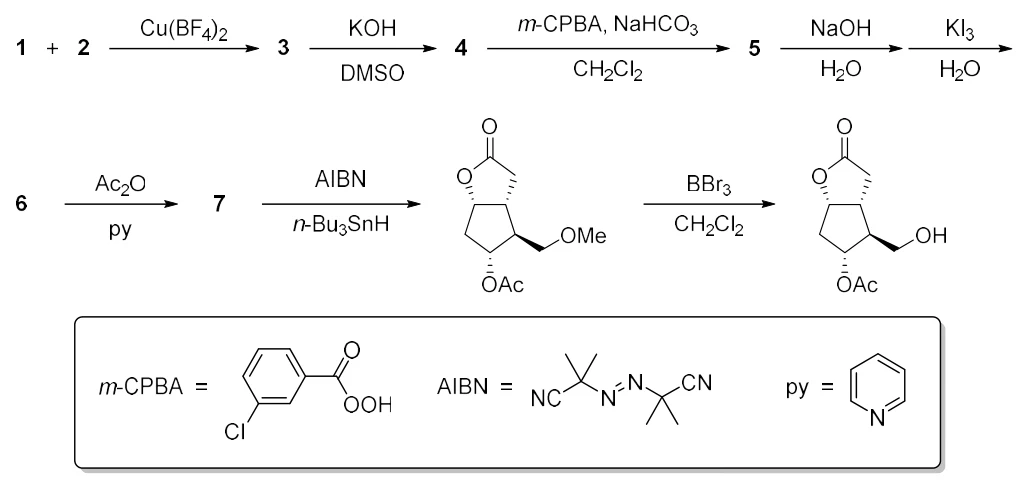 1 + 2 Cu(BF₄)₂ 3 KOH DMSO 4 m-CPBA, NaHCO₃ CH₂Cl₂ 5 NaOH H₂O KI₃ H₂O
6 Ac₂O py 7 AIBN n-Bu₃SnH O O OMe OAc BBr₃ CH₂Cl₂ O O OH OAc
m-CPBA = O OOH Cl AIBN = NC N N CN py = N